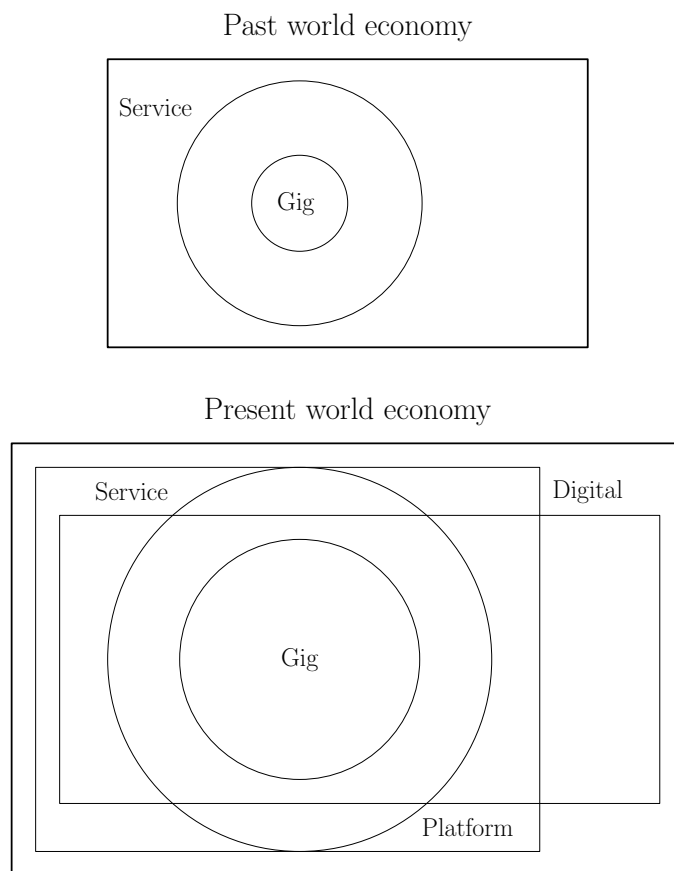 Past world economy
Service
Gig
Present world economy
Service
Digital
Gig
Platform